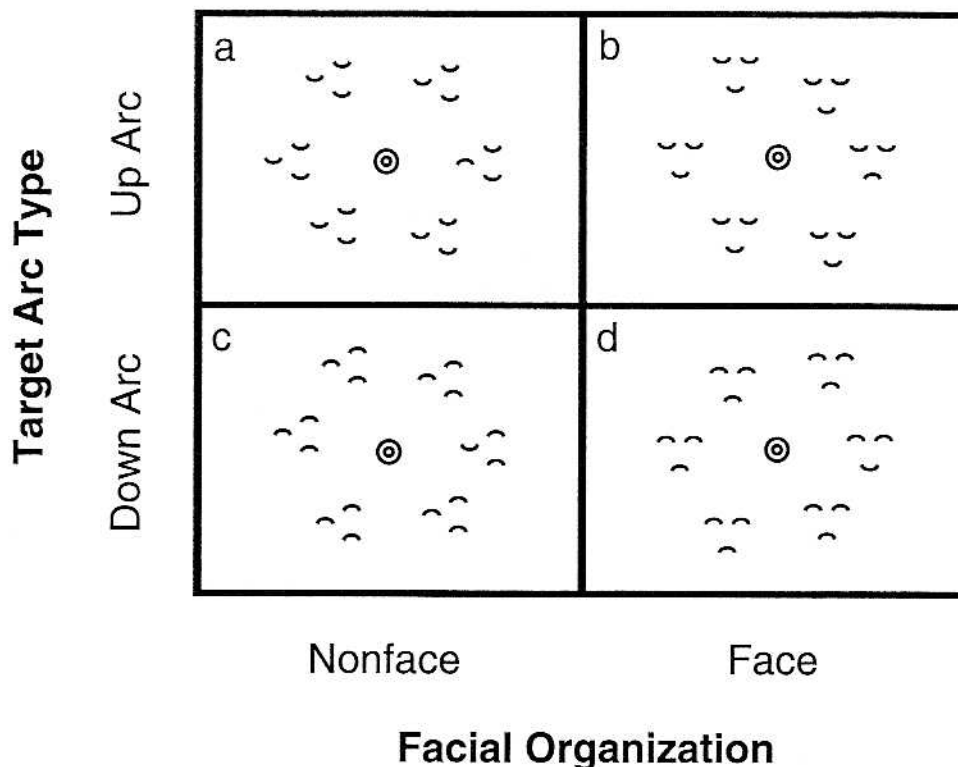 a
b
Up Arc
Target Arc Type
c
d
Down Arc
Nonface
Face
Facial Organization